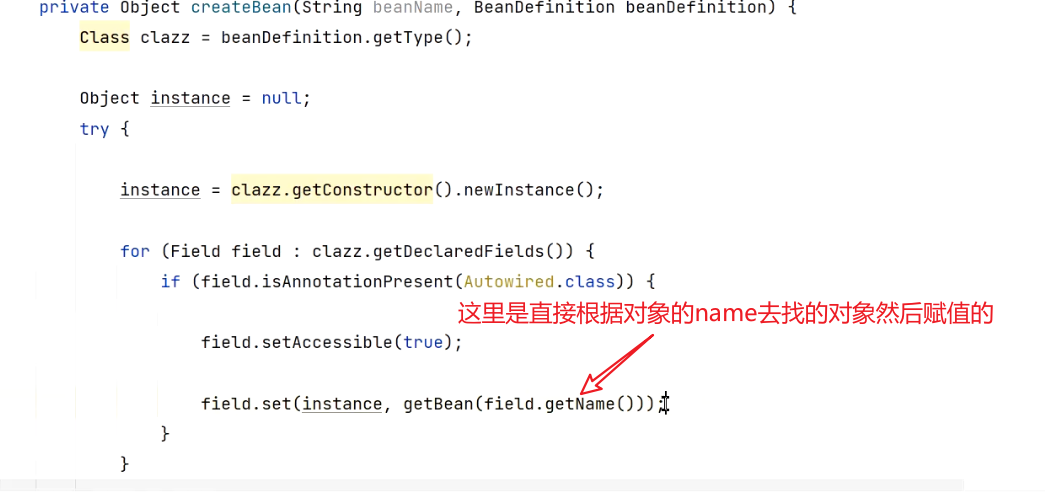 private Object createBean(String beanName, BeanDefinition beanDefinition) {
Class clazz = beanDefinition.getType();
Object instance = null;
try {
instance = clazz.getConstructor().newInstance();
for (Field field : clazz.getDeclaredFields()) {
if (field.isAnnotationPresent(Autowired.class)) {
这里是直接根据对象的name去找的对象然后赋值的
field.setAccessible(true);
field.set(instance, getBean(field.getName()));
}
}